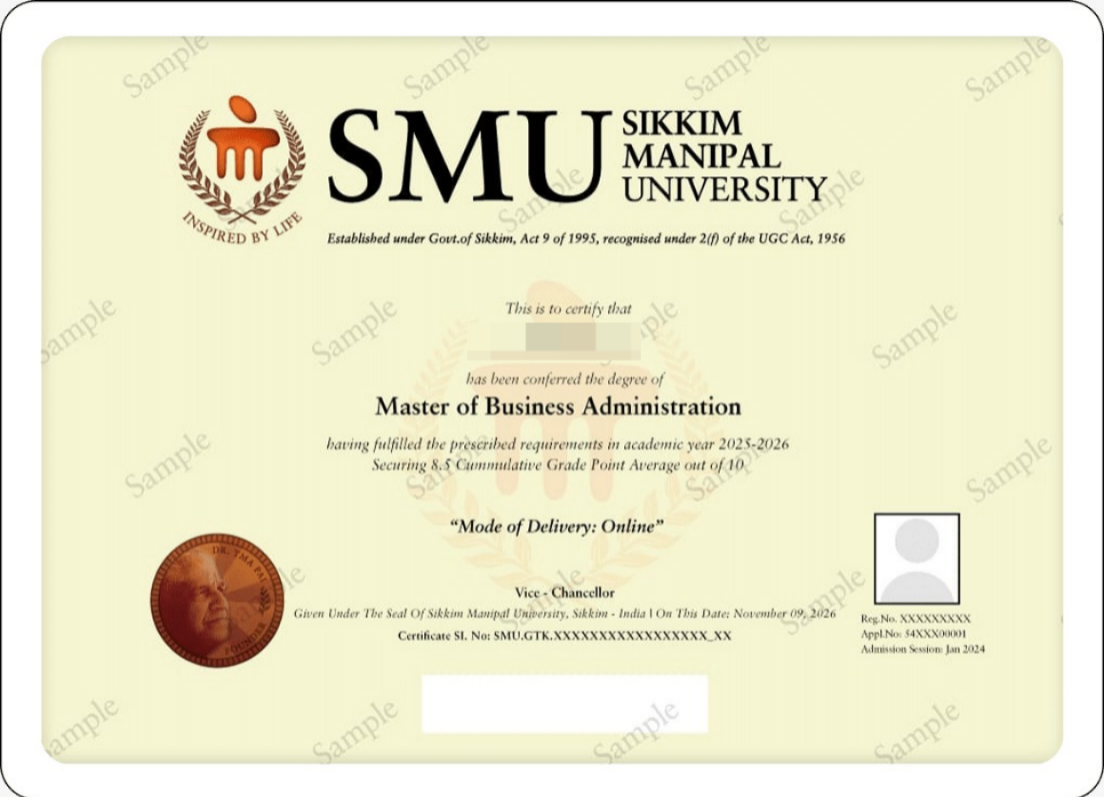 Sample Sample Sample Sample
SMU
SIKKIM
MANIPAL
UNIVERSITY
INSPIRED BY LIFE
Sample Sample
Established under Govt.of Sikkim, Act 9 of 1995, recognised under 2(f) of the UGC Act, 1956
This is to certify that
Sample Sample Sample
has been conferred the degree of
Master of Business Administration
having fulfilled the prescribed requirements in academic year 2025-2026
Securing 8.5 Cummulative Grade Point Average out of 10
Sample Sample Sample Sample
“Mode of Delivery: Online”
DR. TMA PAI
FOUNDER
Vice - Chancellor
Given Under The Seal Of Sikkim Manipal University, Sikkim - India | On This Date: November 09, 2026
Certificate SI. No: SMU.GTK.XXXXXXXXXXXXXXXXX_XX
Sample Sample
Reg.No. XXXXXXXXX
Appl.No: 54XXX00001
Admission Session: Jan 2024
Sample Sample Sample Sample